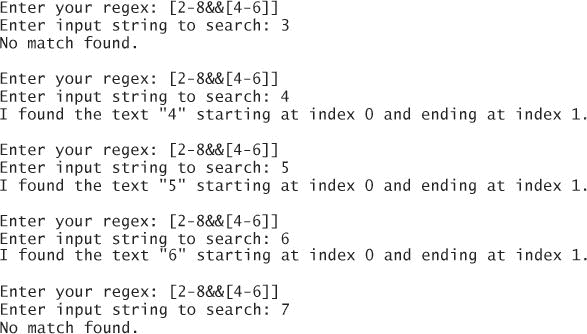 Enter your regex: [2-8&&[4-6]]
Enter input string to search: 3
No match found.
Enter your regex: [2-8&&[4-6]]
Enter input string to search: 4
I found the text "4" starting at index 0 and ending at index 1.
Enter your regex: [2-8&&[4-6]]
Enter input string to search: 5
I found the text "5" starting at index 0 and ending at index 1.
Enter your regex: [2-8&&[4-6]]
Enter input string to search: 6
I found the text "6" starting at index 0 and ending at index 1.
Enter your regex: [2-8&&[4-6]]
Enter input string to search: 7
No match found.